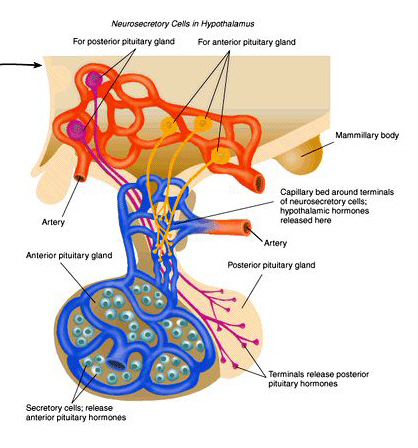 Neurosecretory Cells in Hypothalamus
For posterior pituitary gland
For anterior pituitary gland
Mammillary body
Capillary bed around terminals
of neurosecretory cells;
hypothalamic hormones
released here
Artery
Artery
Anterior pituitary gland
Posterior pituitary gland
Terminals release posterior
pituitary hormones
Secretory cells; release
anterior pituitary hormones